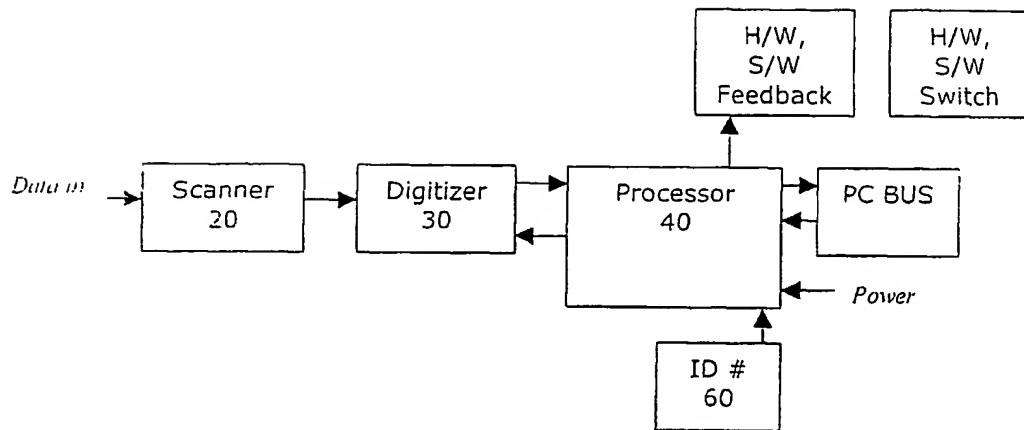 H/W,
S/W
Feedback
H/W,
S/W
Switch
Data in
Scanner
20
Digitizer
30
Processor
40
PC BUS
Power
ID #
60